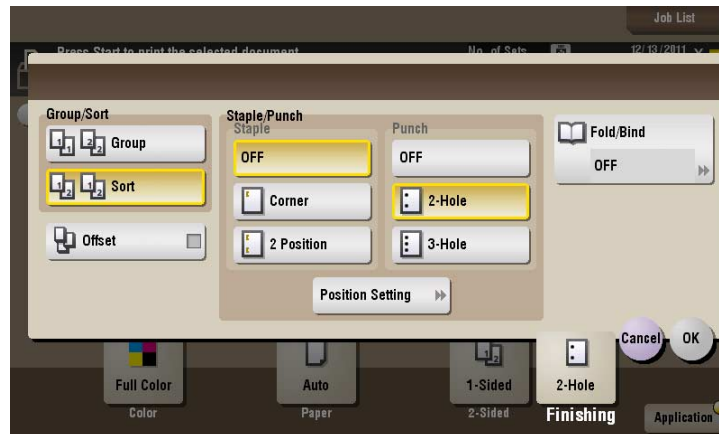 Job List
Press Start to print the selected document.
No. of Sets
12/13/2011
Group/Sort
Group
Sort
Offset
Staple/Punch
Staple
OFF
Corner
2 Position
Punch
OFF
2-Hole
3-Hole
Position Setting
Fold/Bind
OFF
Cancel
OK
Full Color
Color
Auto
Paper
1-Sided
2-Sided
2-Hole
Finishing
Application